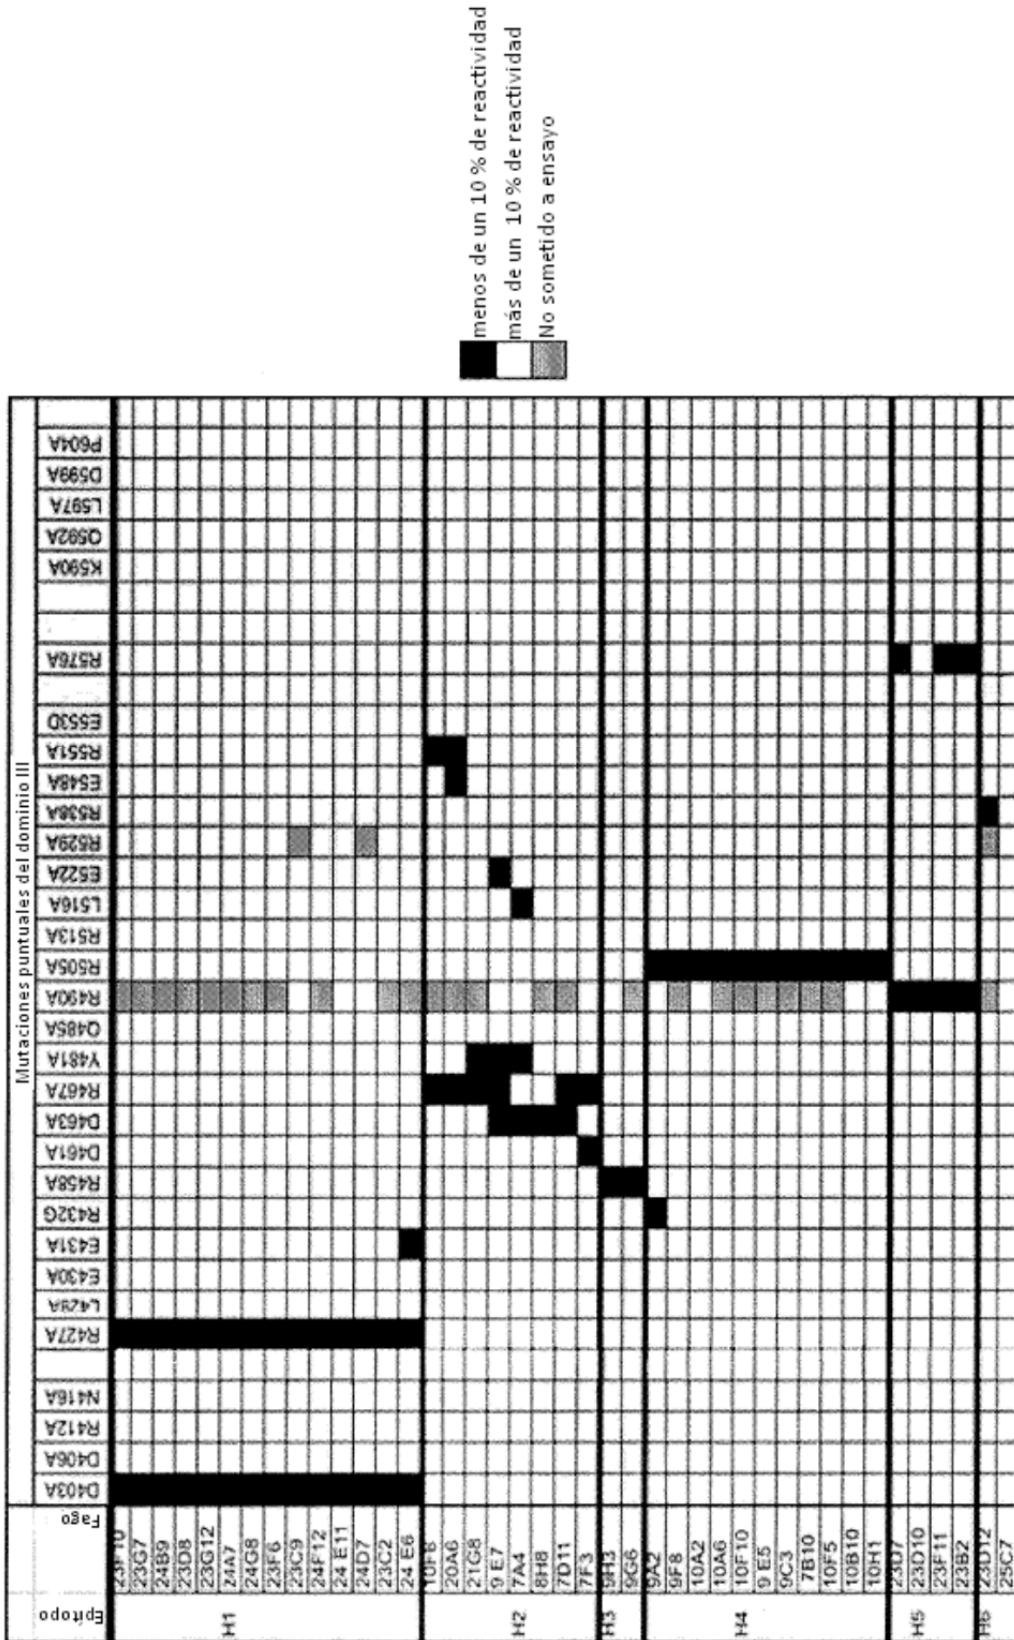 Mutaciones puntuales del dominio III
Epítopo
Fago
D403A
D406A
R412A
N416A
R427A
L429A
E430A
E431A
R432G
R458A
D461A
D463A
R467A
Y481A
Q485A
R490A
R505A
R513A
L516A
E522A
R529A
R538A
E548A
R551A
E553D
R576A
K590A
Q592A
L597A
D599A
P604A
H1
23F10
23G7
24B9
23D8
23G12
24A7
24G8
23F6
23C9
24F12
24 E11
24D7
23C2
24 E6
H2
10F8
20A6
21G8
9 E7
7A4
8H8
7D11
7F3
H3
9H3
9G6
H4
9A2
9F8
10A2
10A6
10F10
9 E5
9C3
7B10
10F5
10B10
10H1
H5
23D7
23D10
23F11
23B2
H6
23D12
25C7
menos de un 10 % de reactividad
más de un 10 % de reactividad
No sometido a ensayo